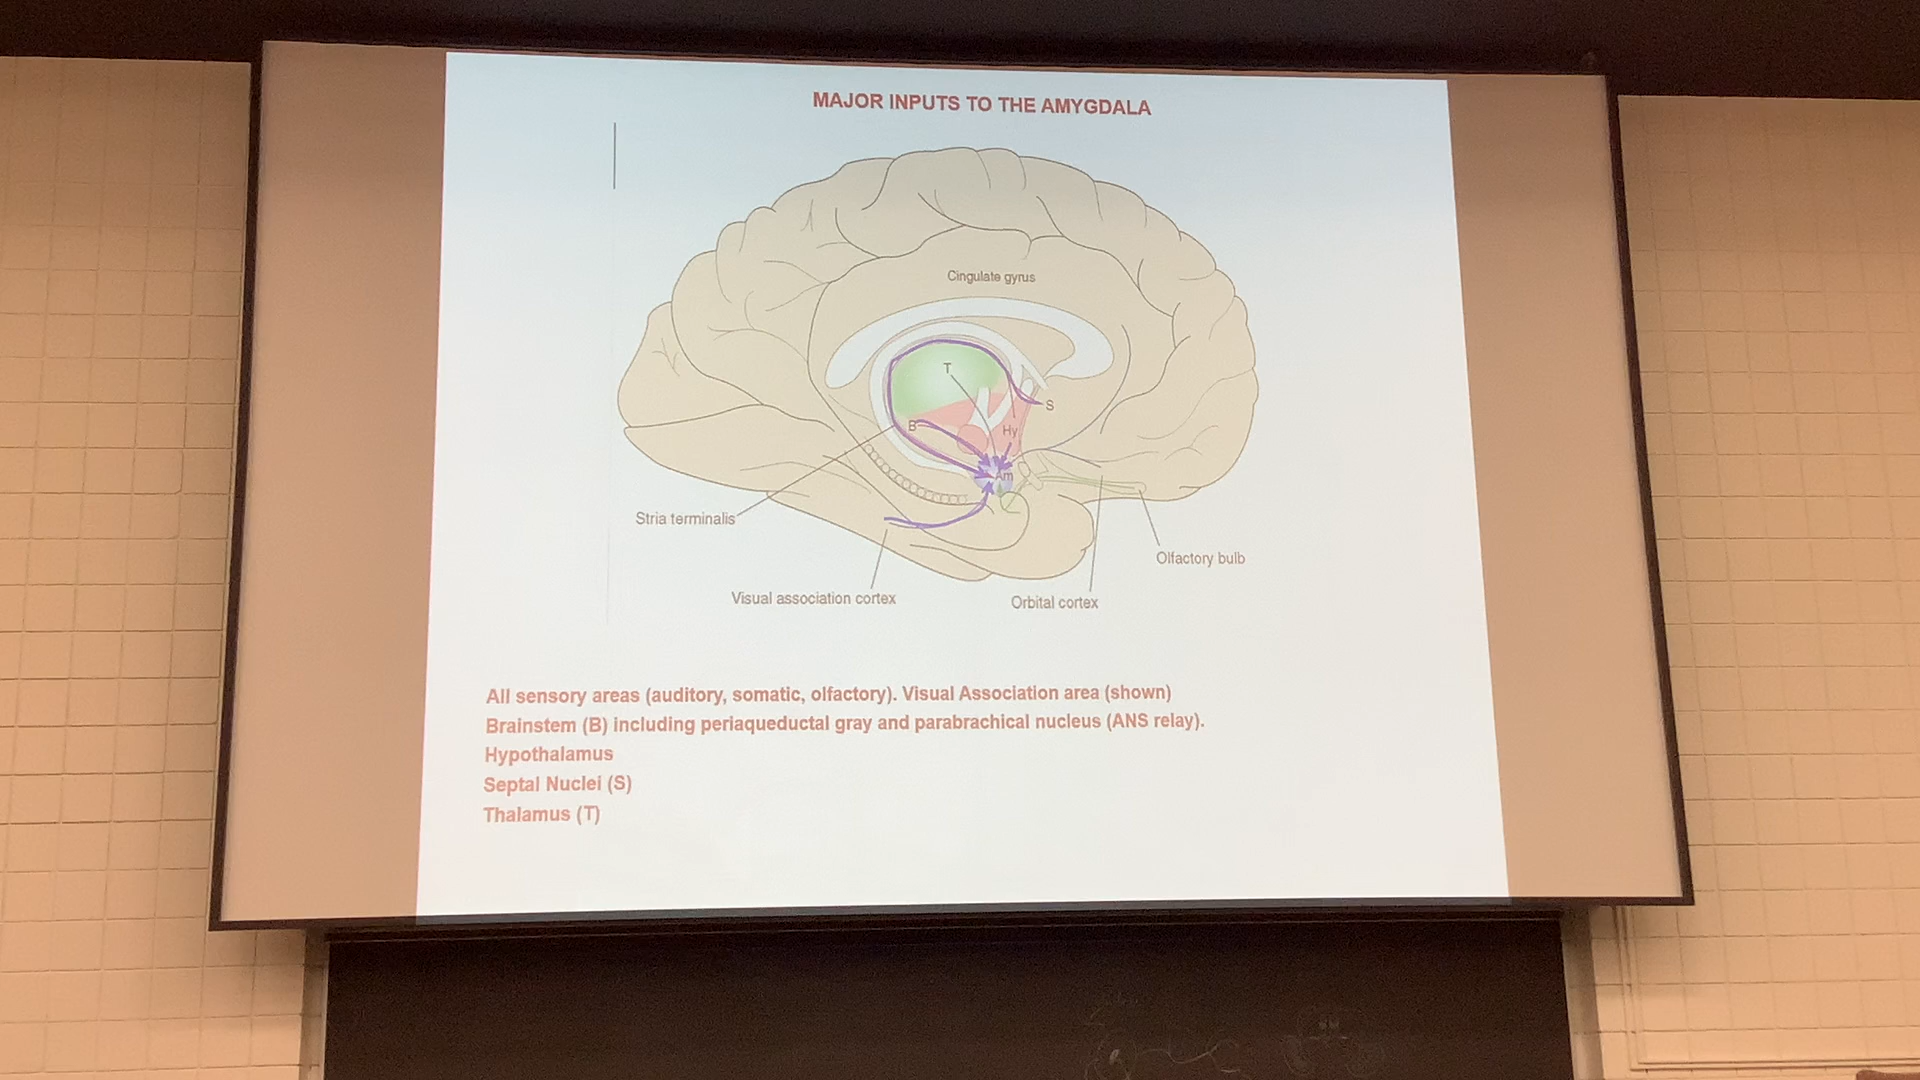 MAJOR INPUTS TO THE AMYGDALA
Cingulate gyrus
T
S
B
Hy
Am
Stria terminalis
Olfactory bulb
Visual association cortex
Orbital cortex
All sensory areas (auditory, somatic, olfactory). Visual Association area (shown)
Brainstem (B) including periaqueductal gray and parabrachical nucleus (ANS relay).
Hypothalamus
Septal Nuclei (S)
Thalamus (T)